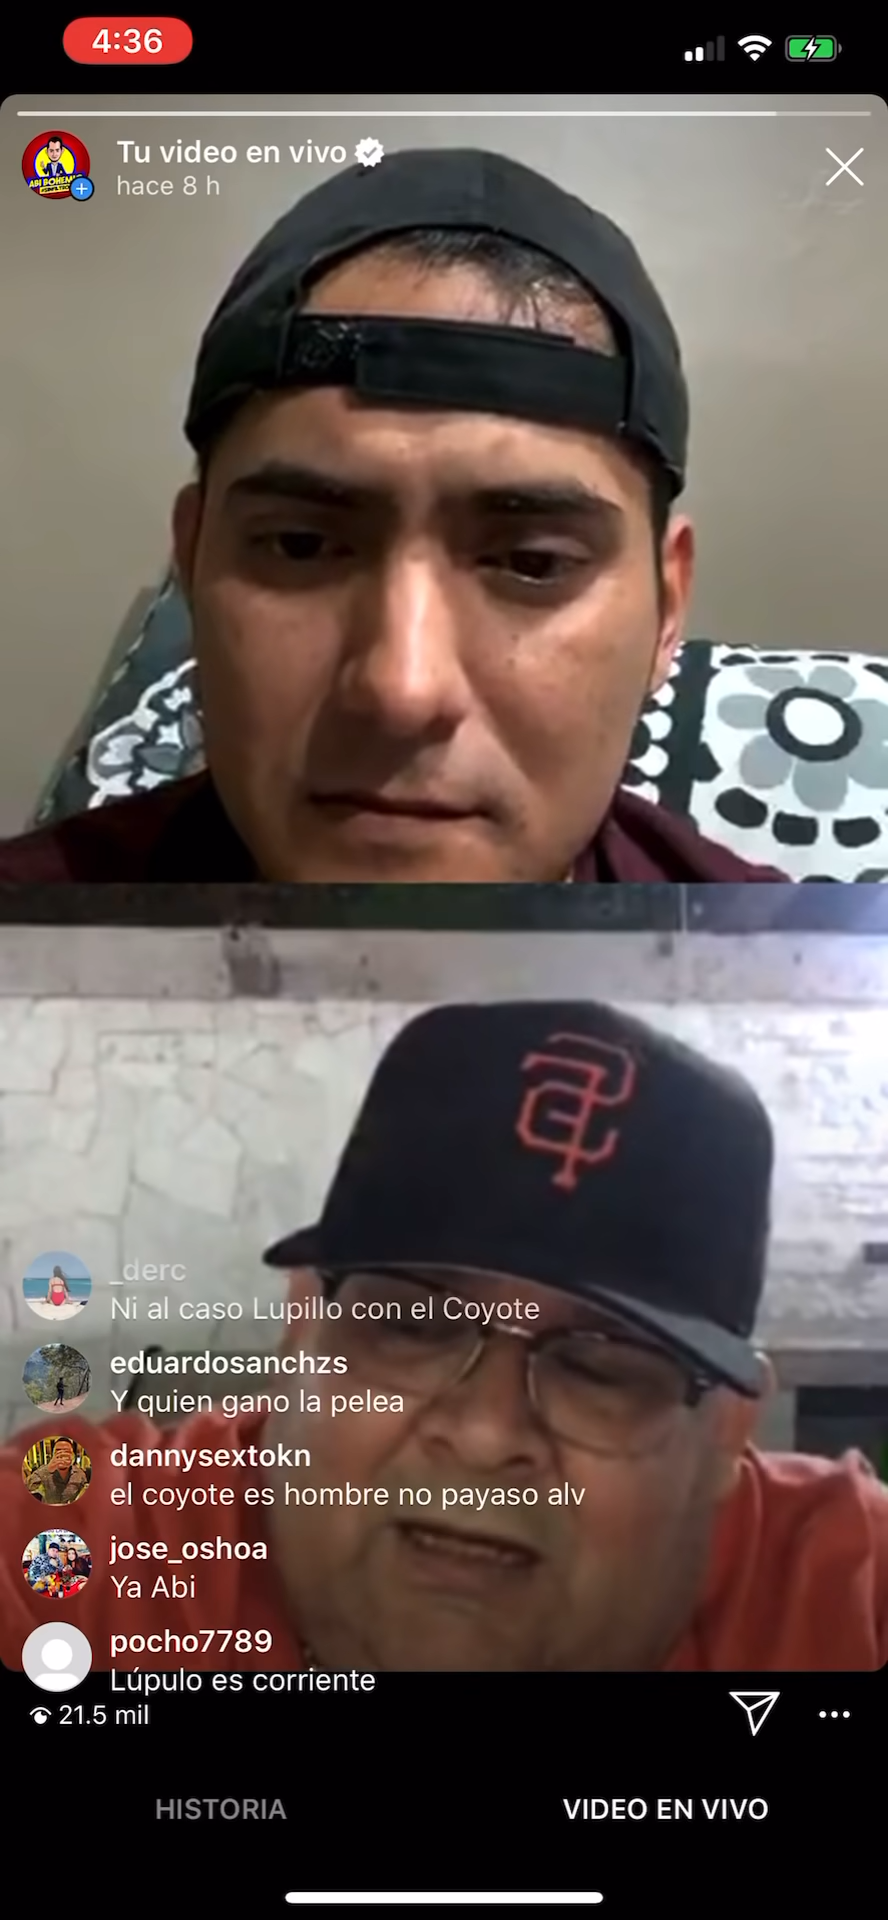 4:36
Tu video en vivo
hace 8 h
ABI BOHEMIO
_derc
Ni al caso Lupillo con el Coyote
eduardosanchzs
Y quien gano la pelea
dannysextokn
el coyote es hombre no payaso alv
jose_oshoa
Ya Abi
pocho7789
Lúpulo es corriente
21.5 mil
HISTORIA
VIDEO EN VIVO